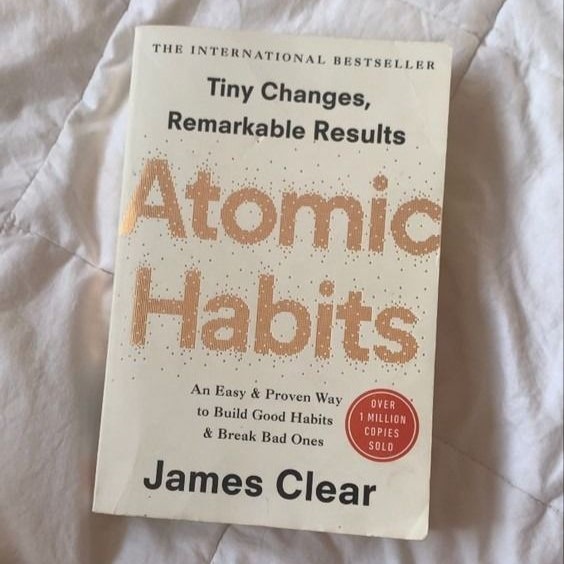 THE INTERNATIONAL BESTSELLER
Tiny Changes,
Remarkable Results
Atomic
Habits
An Easy & Proven Way
to Build Good Habits
& Break Bad Ones
OVER
1 MILLION
COPIES
SOLD
James Clear